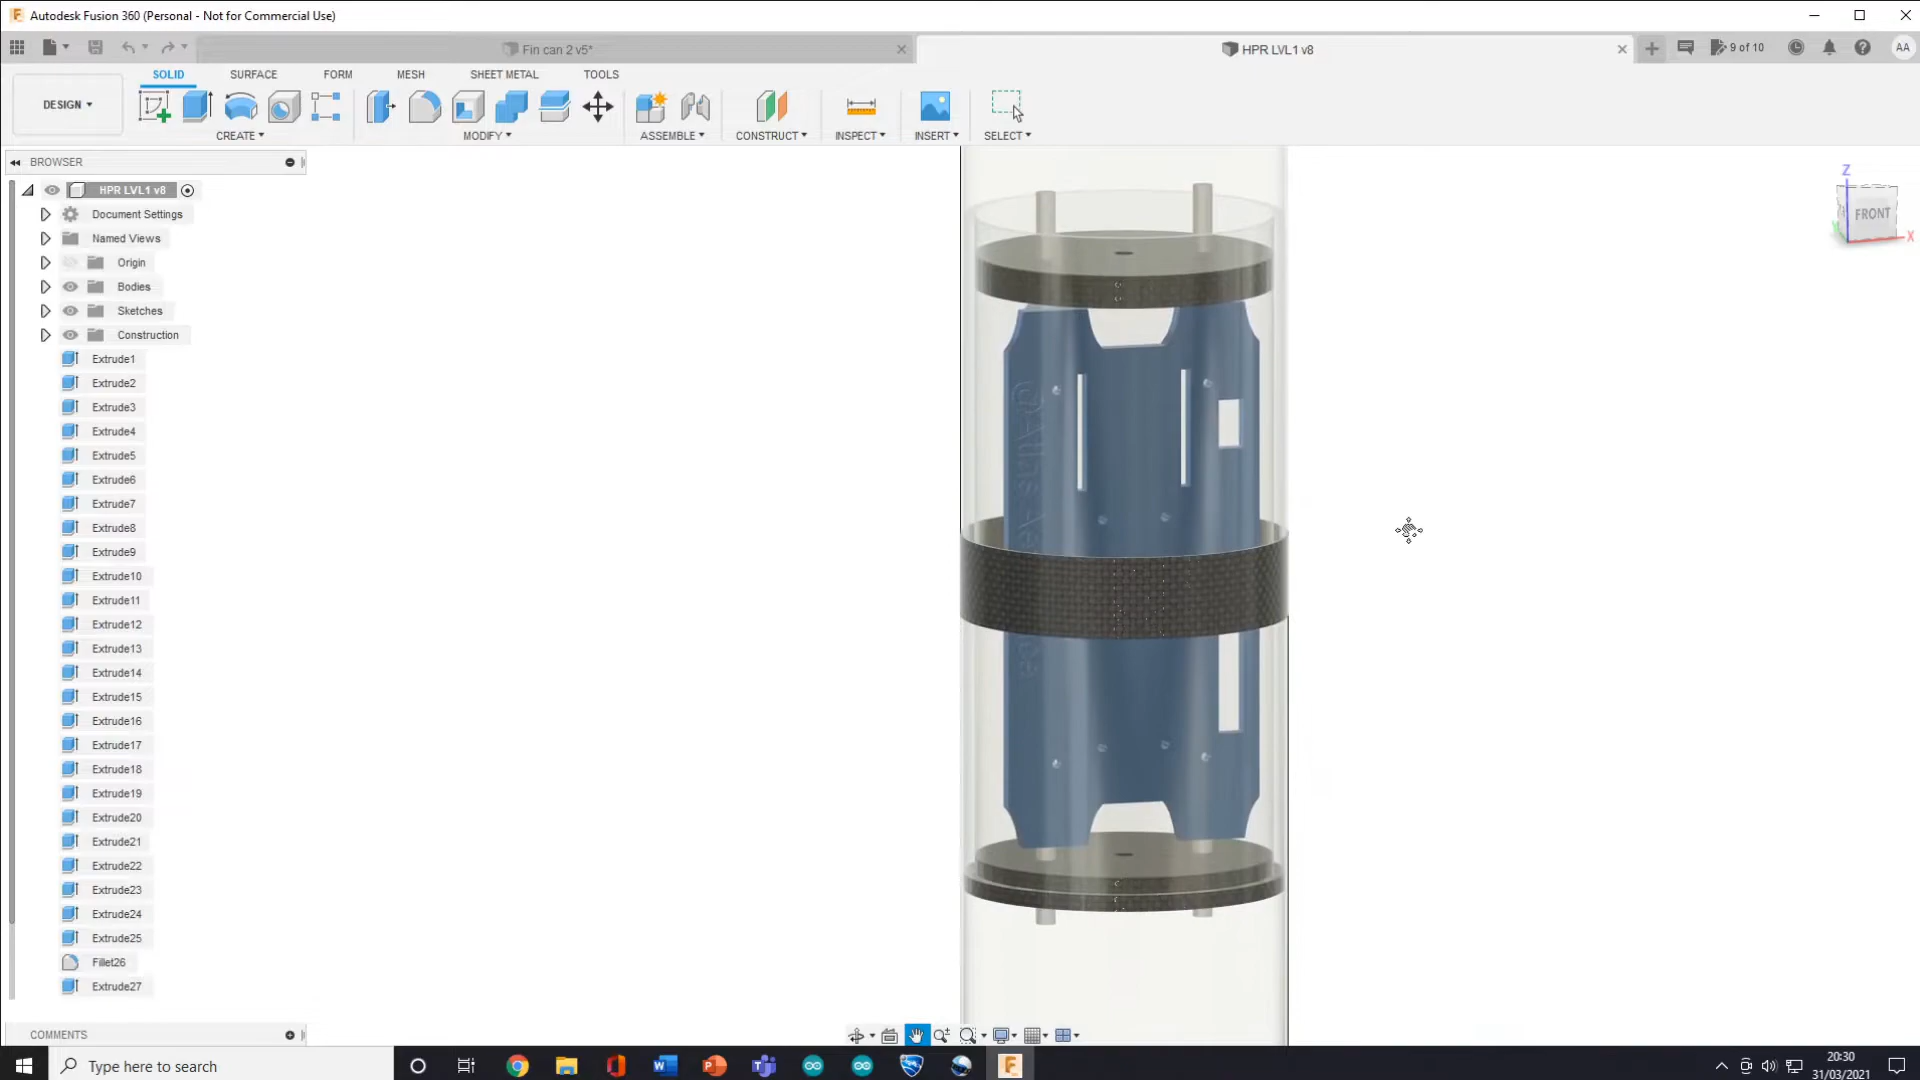 Autodesk Fusion 360 (Personal - Not for Commercial Use)
Fin can 2 v5*
HPR LVL1 v8
9 of 10
AA
DESIGN
SOLID
SURFACE
FORM
MESH
SHEET METAL
TOOLS
CREATE
MODIFY
ASSEMBLE
CONSTRUCT
INSPECT
INSERT
SELECT
BROWSER
HPR LVL1 v8
Document Settings
Named Views
Origin
Bodies
Sketches
Construction
Extrude1
Extrude2
Extrude3
Extrude4
Extrude5
Extrude6
Extrude7
Extrude8
Extrude9
Extrude10
Extrude11
Extrude12
Extrude13
Extrude14
Extrude15
Extrude16
Extrude17
Extrude18
Extrude19
Extrude20
Extrude21
Extrude22
Extrude23
Extrude24
Extrude25
Fillet26
Extrude27
COMMENTS
Z
FRONT
X
@Atlas
Type here to search
20:30
31/03/2021